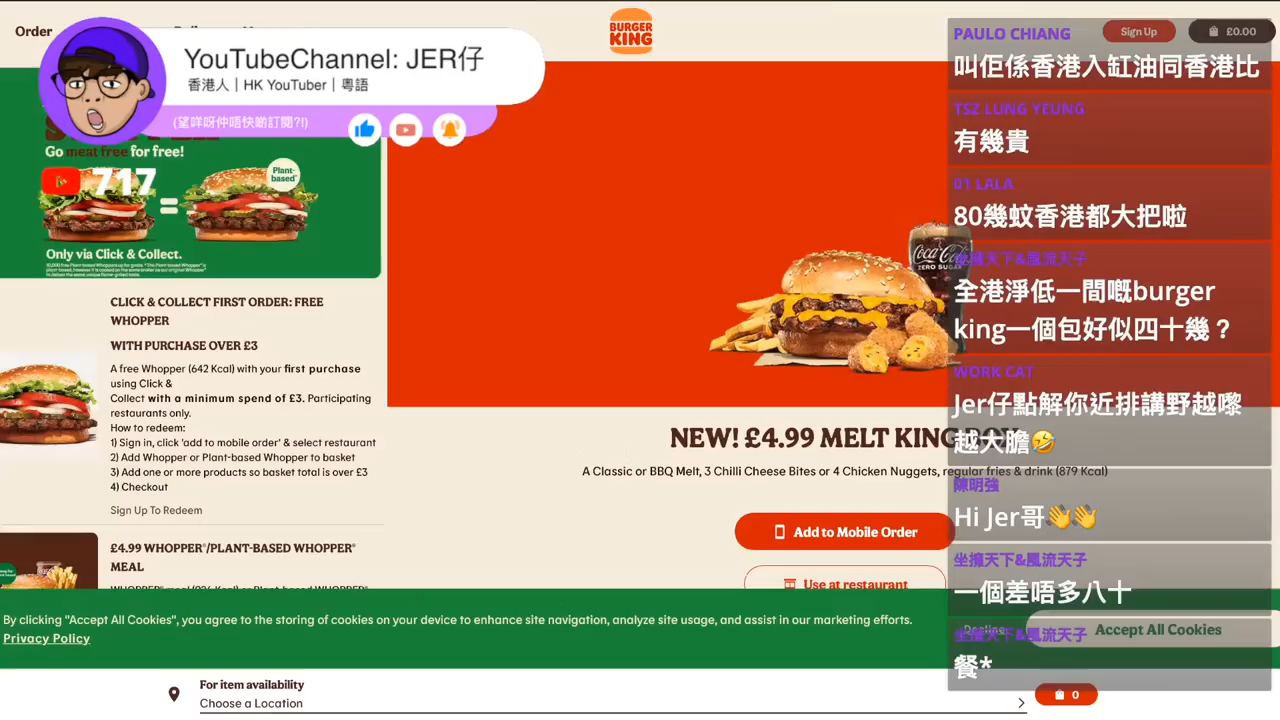 Order
BURGER
KING
Sign Up
£0.00
YouTubeChannel: JER仔
香港人 | HK YouTuber | 粵語
(望咩呀仲唔快啲訂閱?!)
Go meat free for free!
717
Plant-based
Only via Click & Collect.
CLICK & COLLECT FIRST ORDER: FREE
WHOPPER
WITH PURCHASE OVER £3
A free Whopper (642 Kcal) with your first purchase
using Click &
Collect with a minimum spend of £3. Participating
restaurants only.
How to redeem:
1) Sign in, click 'add to mobile order' & select restaurant
2) Add Whopper or Plant-based Whopper to basket
3) Add one or more products so basket total is over £3
4) Checkout
Sign Up To Redeem
£4.99 WHOPPER®/PLANT-BASED WHOPPER®
MEAL
Coca-Cola
ZERO SUGAR
NEW! £4.99 MELT KING BOX
A Classic or BBQ Melt, 3 Chilli Cheese Bites or 4 Chicken Nuggets, regular fries & drink (879 Kcal)
Add to Mobile Order
Use at restaurant
PAULO CHIANG
叫佢係香港入缸油同香港比
TSZ LUNG YEUNG
有幾貴
01 LALA
80幾蚊香港都大把啦
坐擁天下&風流天子
全港淨低一間嘅burger
king一個包好似四十幾？
WORK CAT
Jer仔點解你近排講野越嚟
越大膽🤣
陳明強
Hi Jer哥👋👋
坐擁天下&風流天子
一個差唔多八十
坐擁天下&風流天子
餐*
By clicking "Accept All Cookies", you agree to the storing of cookies on your device to enhance site navigation, analyze site usage, and assist in our marketing efforts.
Privacy Policy
Decline
Accept All Cookies
For item availability
Choose a Location
0